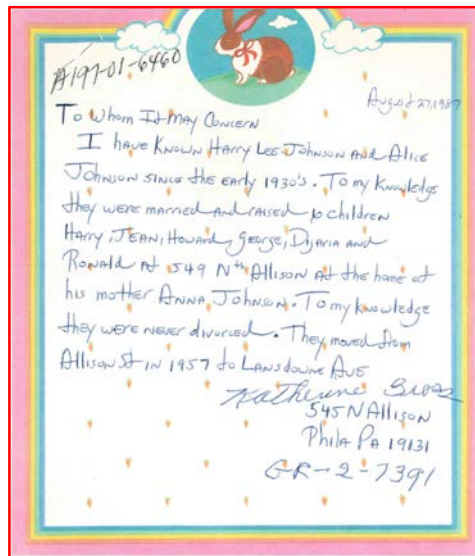 A197-01-6460
August 27, 1987
To Whom It May Concern
I have Known Harry Lee Johnson And Alice
Johnson since the early 1930's. To my Knowledge
they were married and raised 6 children
Harry, Jean, Howard, George, and
Ronald At 549 Nth Allison At the home of
his mother Anna Johnson. To my knowledge
they were never divorced. They moved from
Allison St in 1957 to Lansdowne Ave
Katherine
545 N Allison
Phila Pa 19131
GR-2-7391